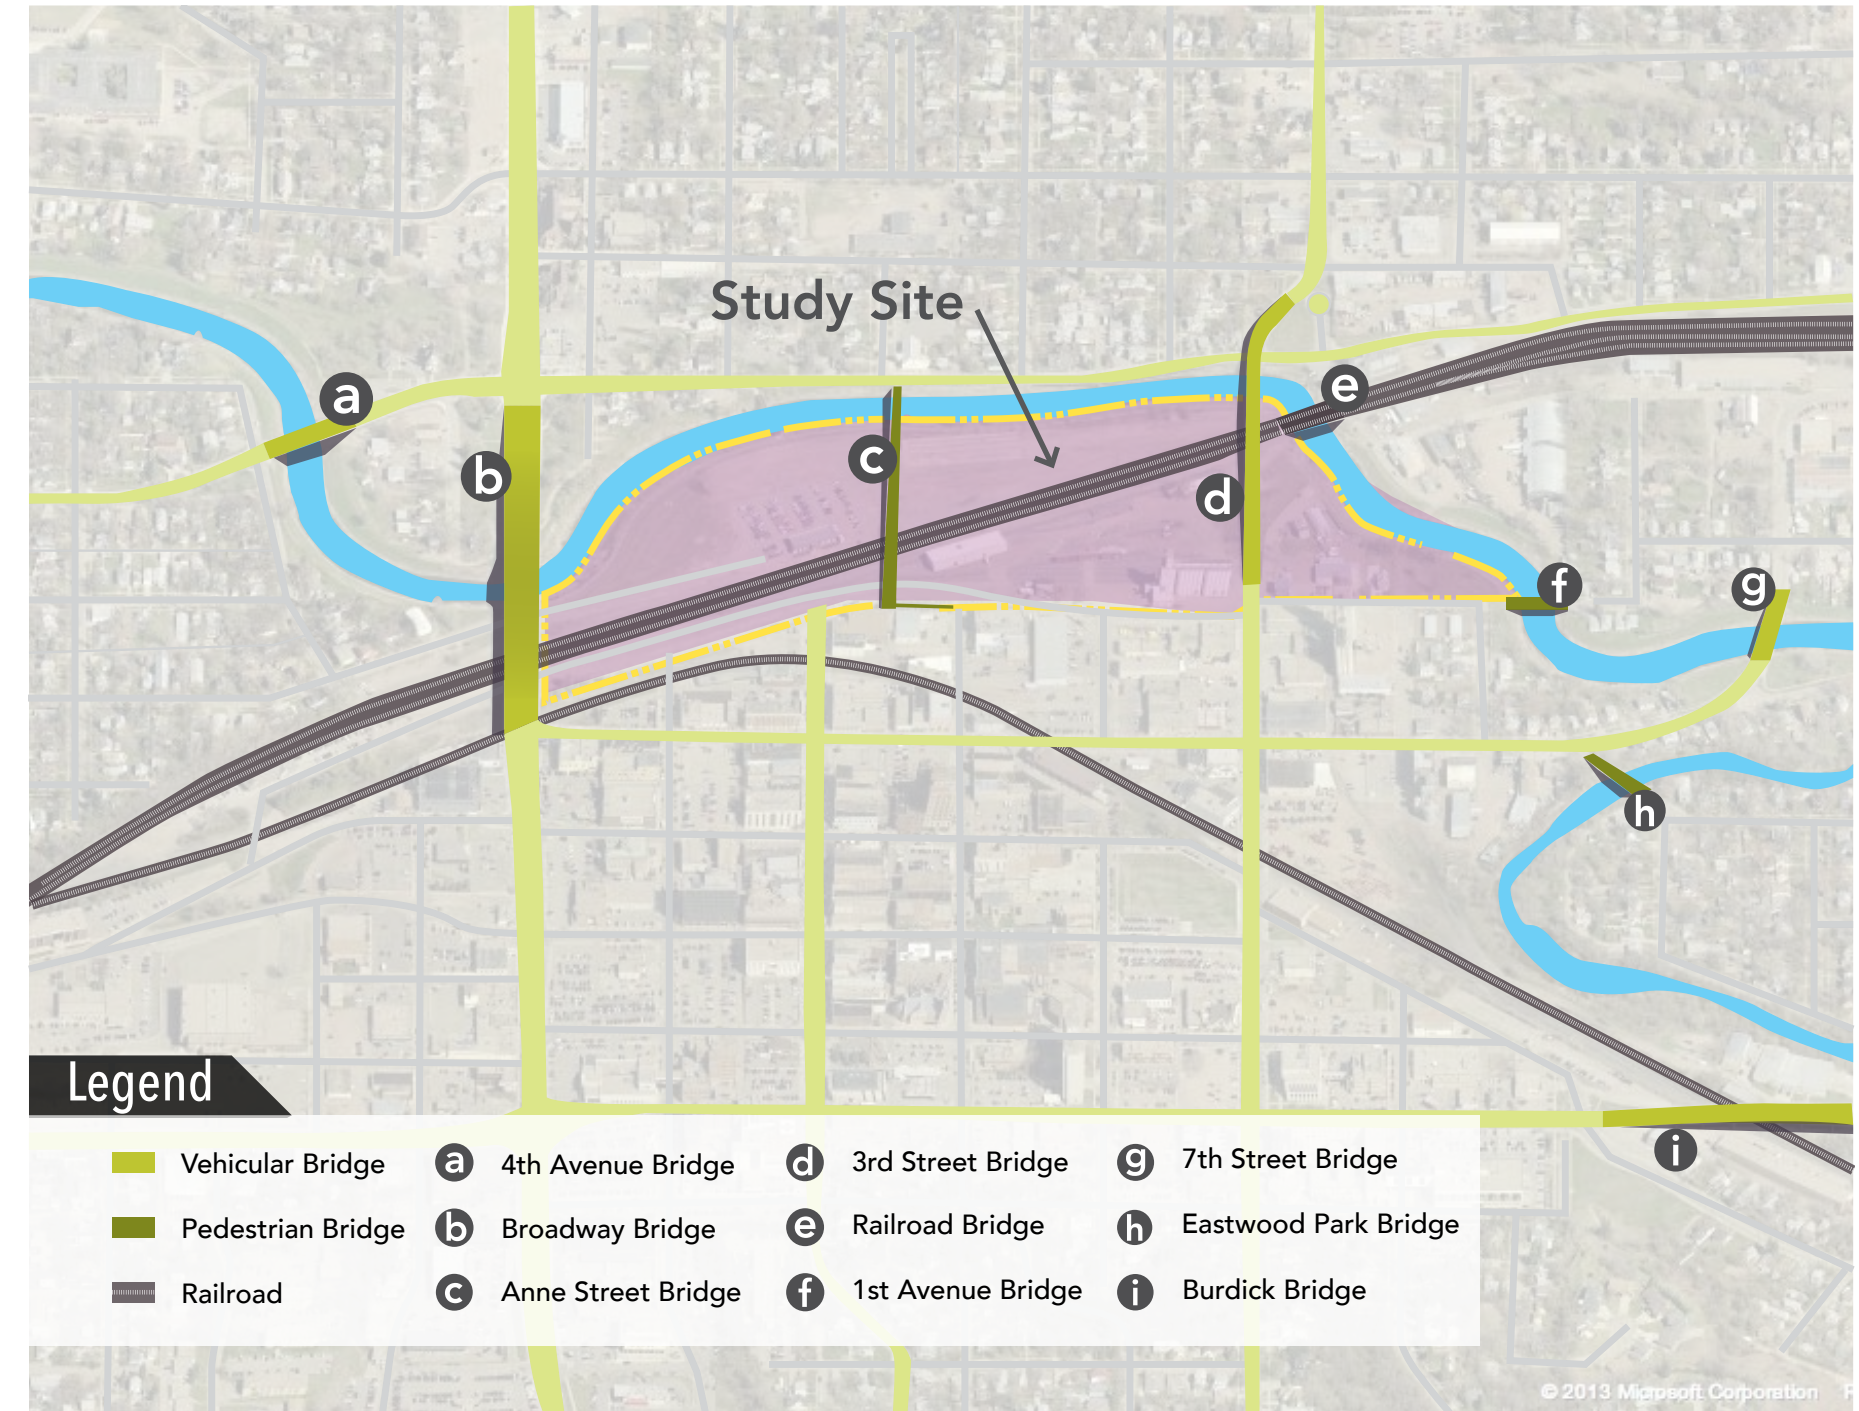 Study Site
a
b
c
d
e
f
g
h
i
Legend
Vehicular Bridge
Pedestrian Bridge
Railroad
a 4th Avenue Bridge
b Broadway Bridge
c Anne Street Bridge
d 3rd Street Bridge
e Railroad Bridge
f 1st Avenue Bridge
g 7th Street Bridge
h Eastwood Park Bridge
i Burdick Bridge
© 2013 Microsoft Corporation